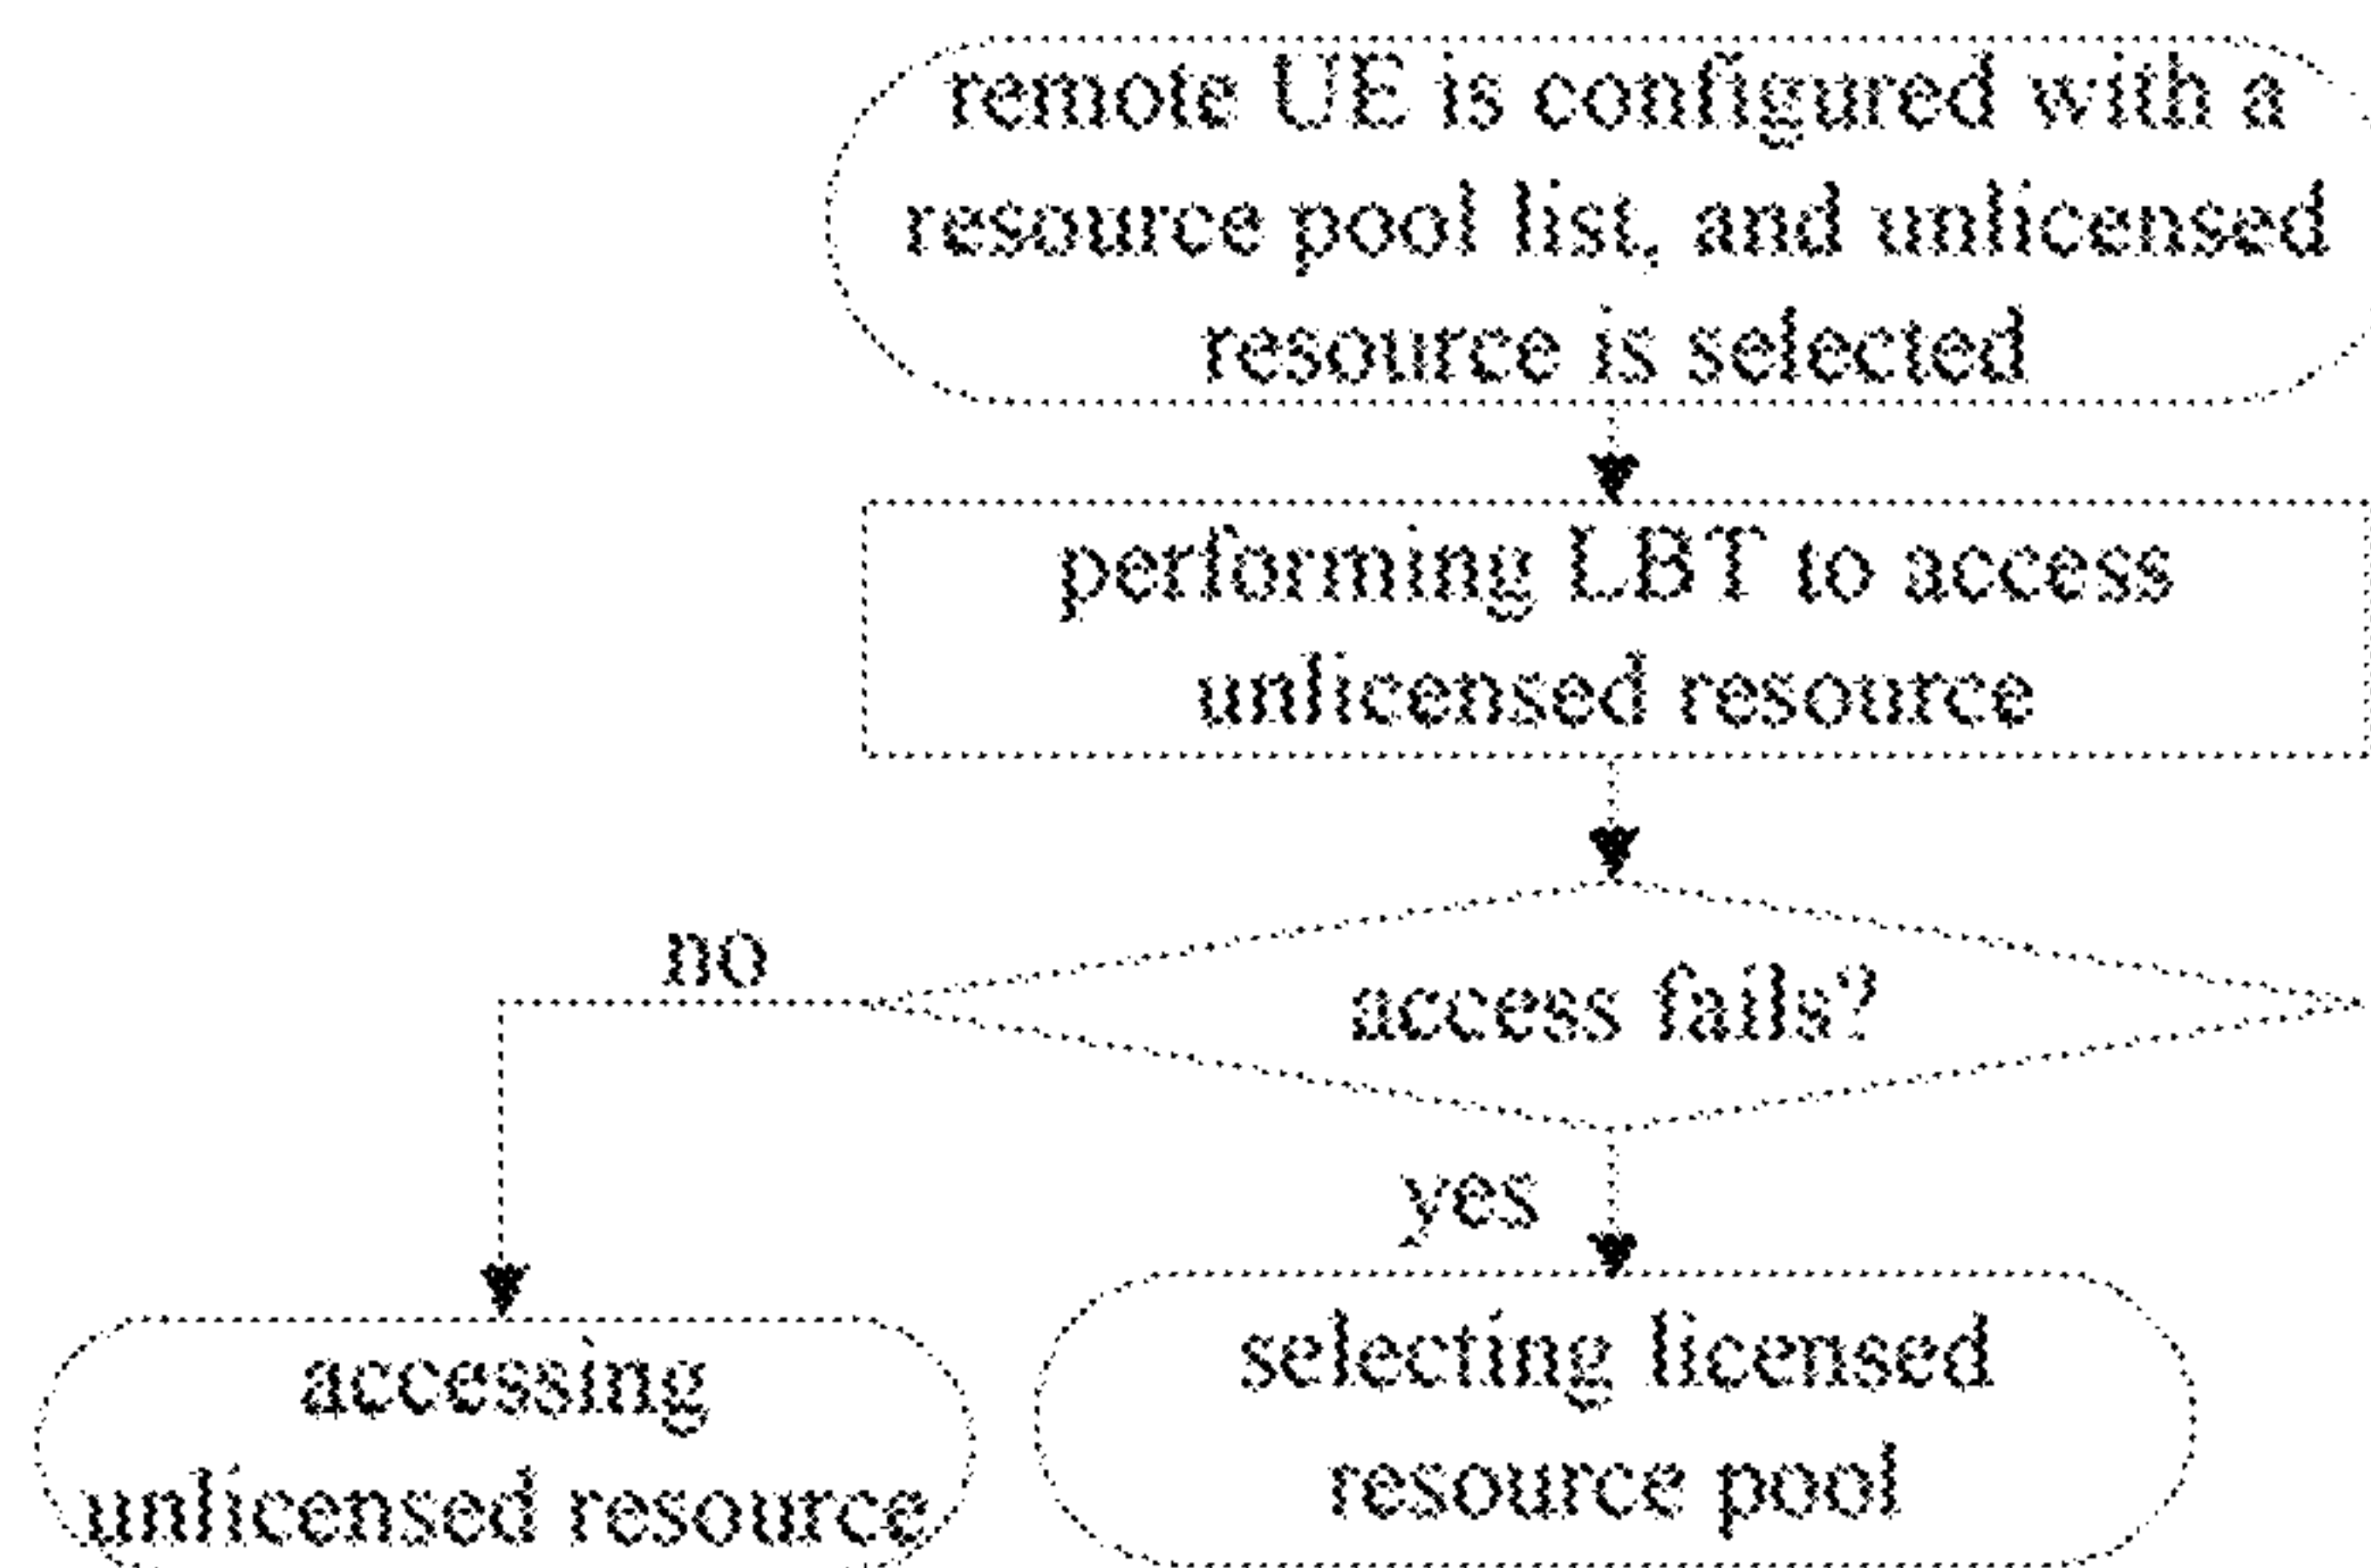 remote UE is configured with a
resource pool list, and unlicensed
resource is selected
performing LBT to access
unlicensed resource
no
access fails?
yes
accessing
unlicensed resource
selecting licensed
resource pool